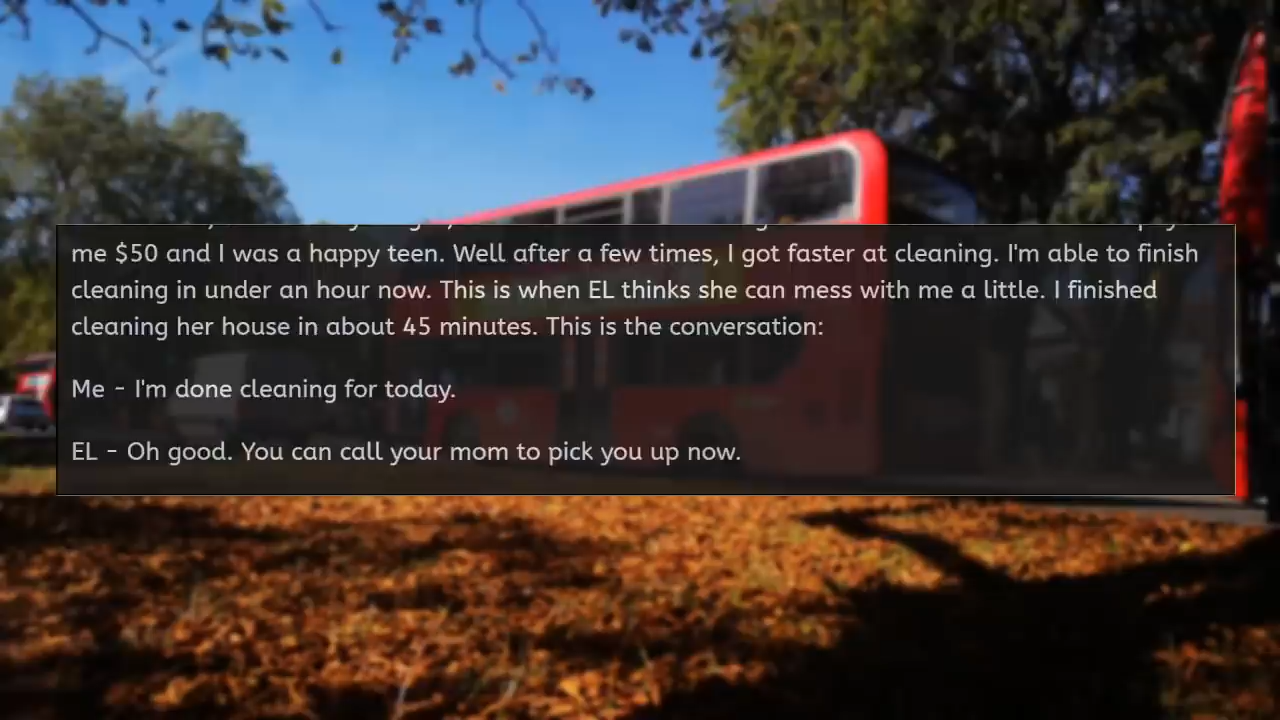 me $50 and I was a happy teen. Well after a few times, I got faster at cleaning. I'm able to finish
cleaning in under an hour now. This is when EL thinks she can mess with me a little. I finished
cleaning her house in about 45 minutes. This is the conversation:
Me - I'm done cleaning for today.
EL - Oh good. You can call your mom to pick you up now.